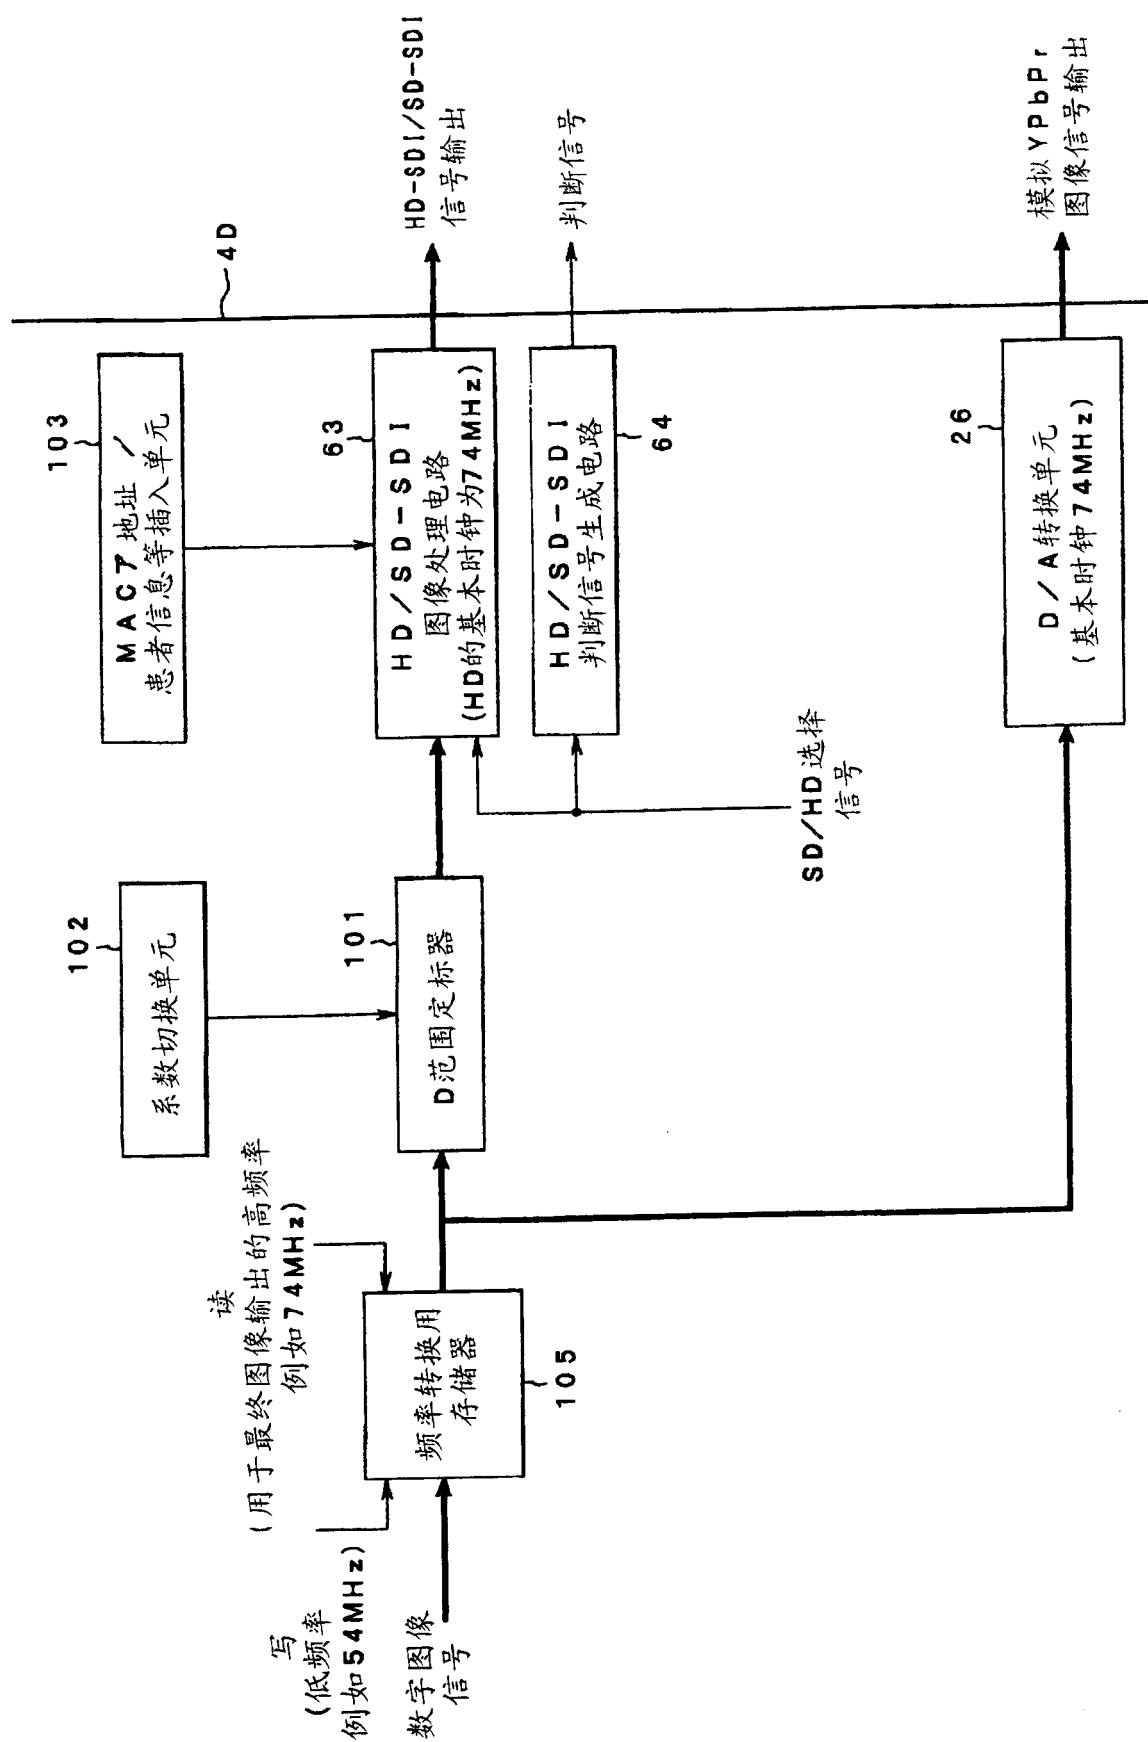 写
(低频率
例如54MHz)
数字图像
信号
读
(用于最终图像输出的高频率
例如74MHz)
频率转换用
存储器
105
102
系数切换单元
101
D范围定标器
103
MACア地址/
患者信息等插入单元
63
HD/SD-SDI
图像处理电路
(HD的基本时钟为74MHz)
HD/SD-SDI
判断信号生成电路
64
SD/HD选择
信号
26
D/A转换单元
(基本时钟74MHz)
4D
HD-SDI/SD-SDI
信号输出
判断信号
模拟YPbPr
图像信号输出